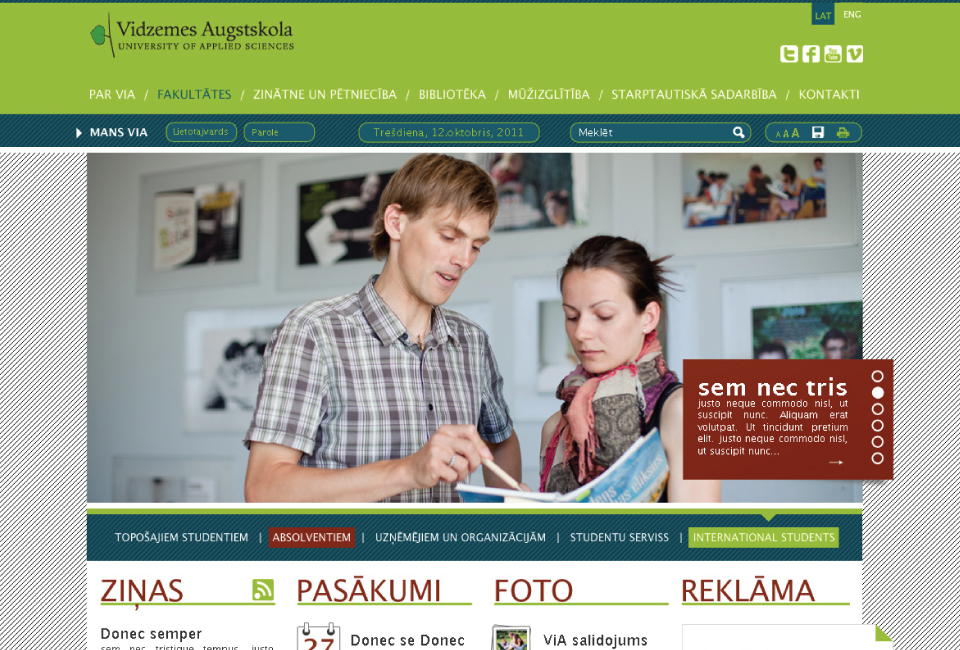 LAT ENG
Vidzemes Augstskola
UNIVERSITY OF APPLIED SCIENCES
PAR VIA / FAKULTĀTES / ZINĀTNE UN PĒTNIECĪBA / BIBLIOTĒKA / MŪŽIZGLĪTĪBA / STARPTAUTISKĀ SADARBĪBA / KONTAKTI
MANS VIA Lietotajvards Parole Trešdiena, 12.oktobris, 2011 Meklēt A A A
sem nec tris
justo neque commodo nisl, ut
suscipit nunc. Aliquam erat
volutpat. Ut tincidunt pretium
elit. justo neque commodo nisl,
ut suscipit nunc...
TOPOŠAJIEM STUDENTIEM | ABSOLVENTIEM | UZŅĒMĒJIEM UN ORGANIZĀCIJĀM | STUDENTU SERVISS | INTERNATIONAL STUDENTS
ZIŅAS PASĀKUMI FOTO REKLĀMA
Donec semper
sem nec tristique tempus justo
27 Donec se Donec
ViA salidojums